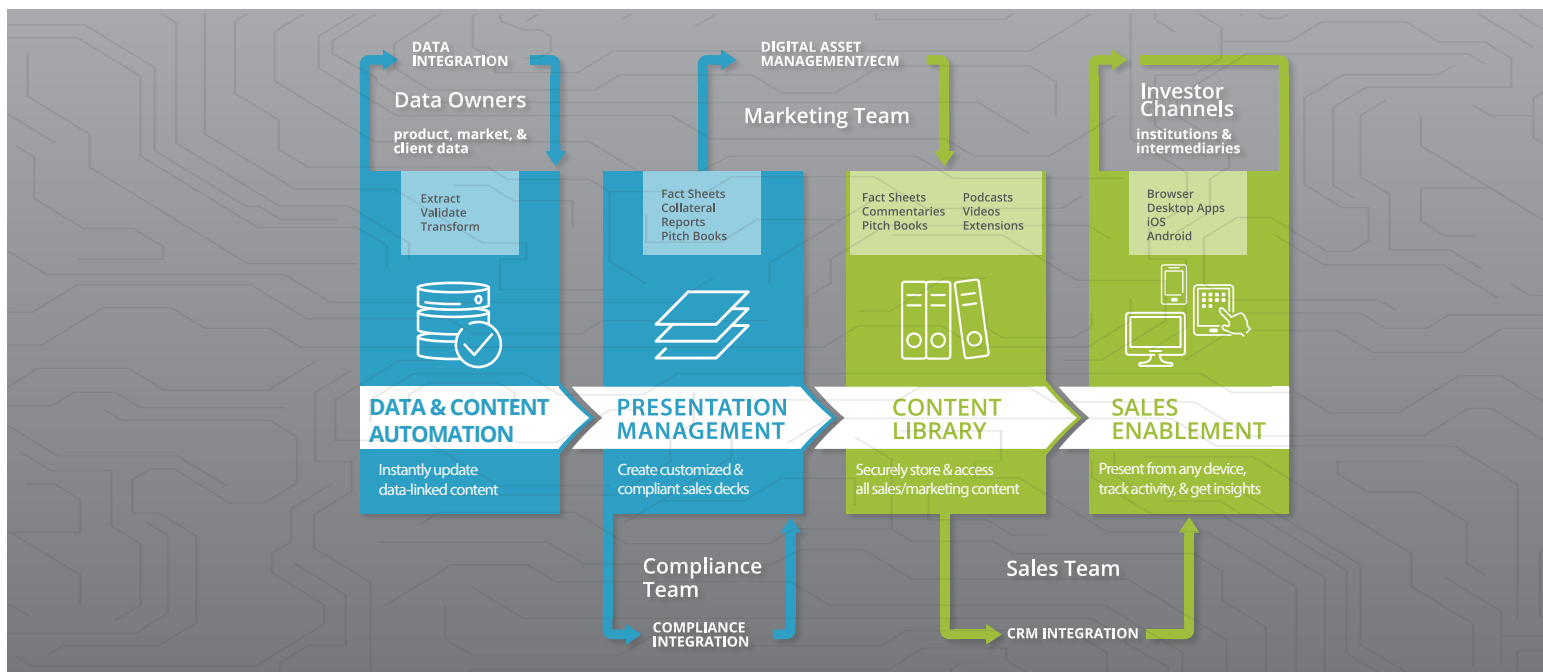 DATA
INTEGRATION
Data Owners
product, market, &
client data
DIGITAL ASSET
MANAGEMENT/ECM
Marketing Team
Investor
Channels
institutions &
intermediaries
Extract
Validate
Transform
Fact Sheets
Collateral
Reports
Pitch Books
Fact Sheets
Commentaries
Pitch Books
Podcasts
Videos
Extensions
Browser
Desktop Apps
iOS
Android
DATA & CONTENT
AUTOMATION
PRESENTATION
MANAGEMENT
CONTENT
LIBRARY
SALES
ENABLEMENT
Instantly update
data-linked content
Create customized &
compliant sales decks
Securely store & access
all sales/marketing content
Present from any device,
track activity, & get insights
Compliance
Team
COMPLIANCE
INTEGRATION
Sales Team
CRM INTEGRATION